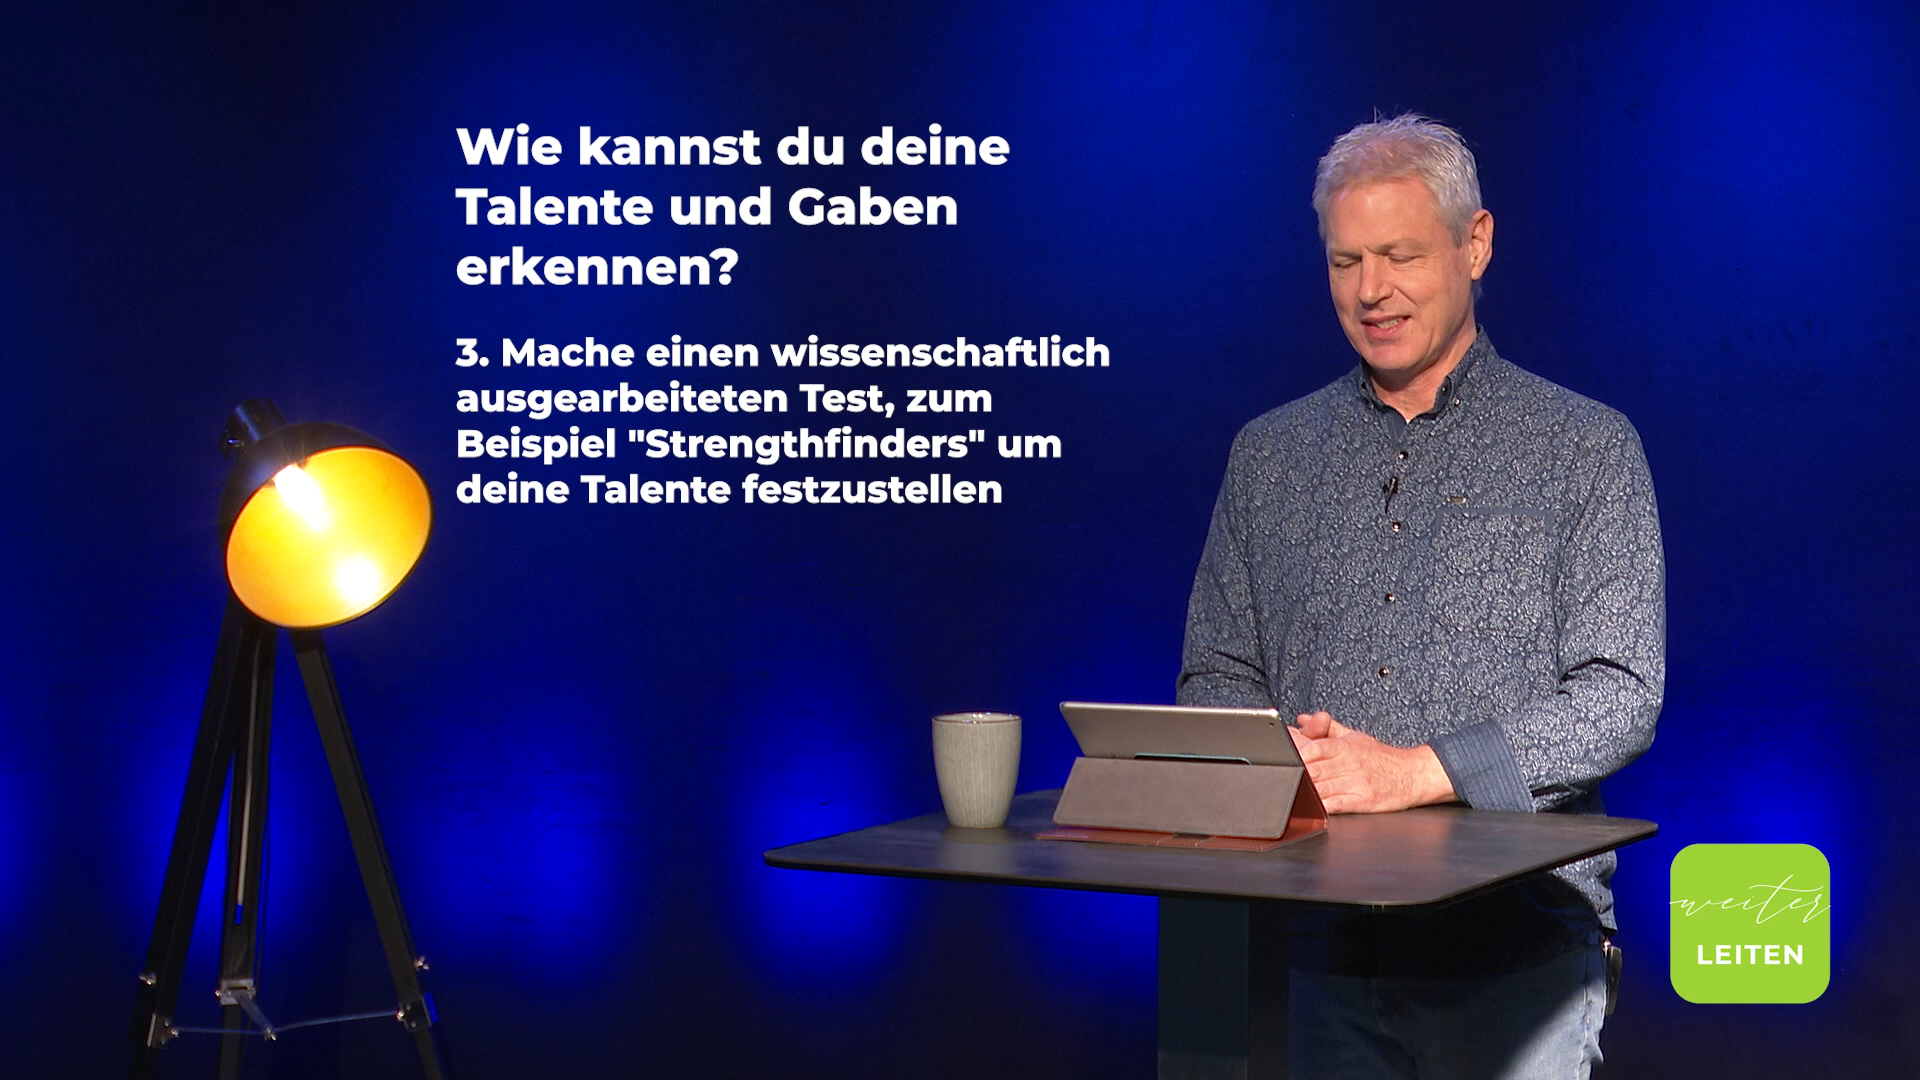 Wie kannst du deine
Talente und Gaben
erkennen?
3. Mache einen wissenschaftlich
ausgearbeiteten Test, zum
Beispiel "Strengthfinders" um
deine Talente festzustellen
weiter
LEITEN